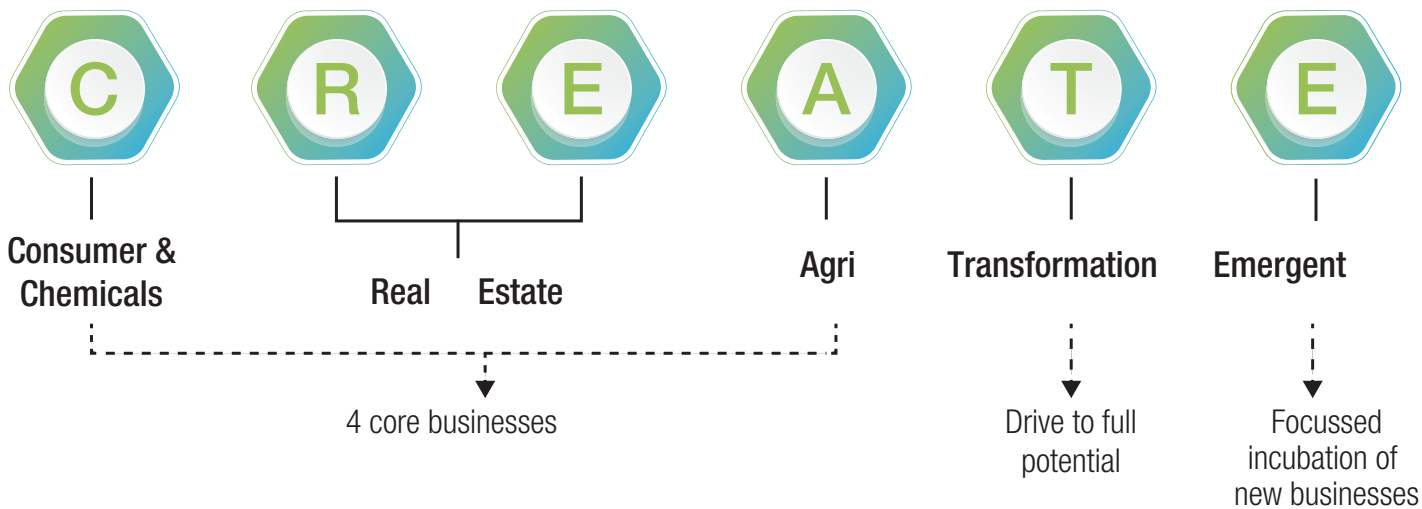 C R E A T E
Consumer &
Chemicals
Real Estate
Agri
Transformation
Emergent
4 core businesses
Drive to full
potential
Focussed
incubation of
new businesses